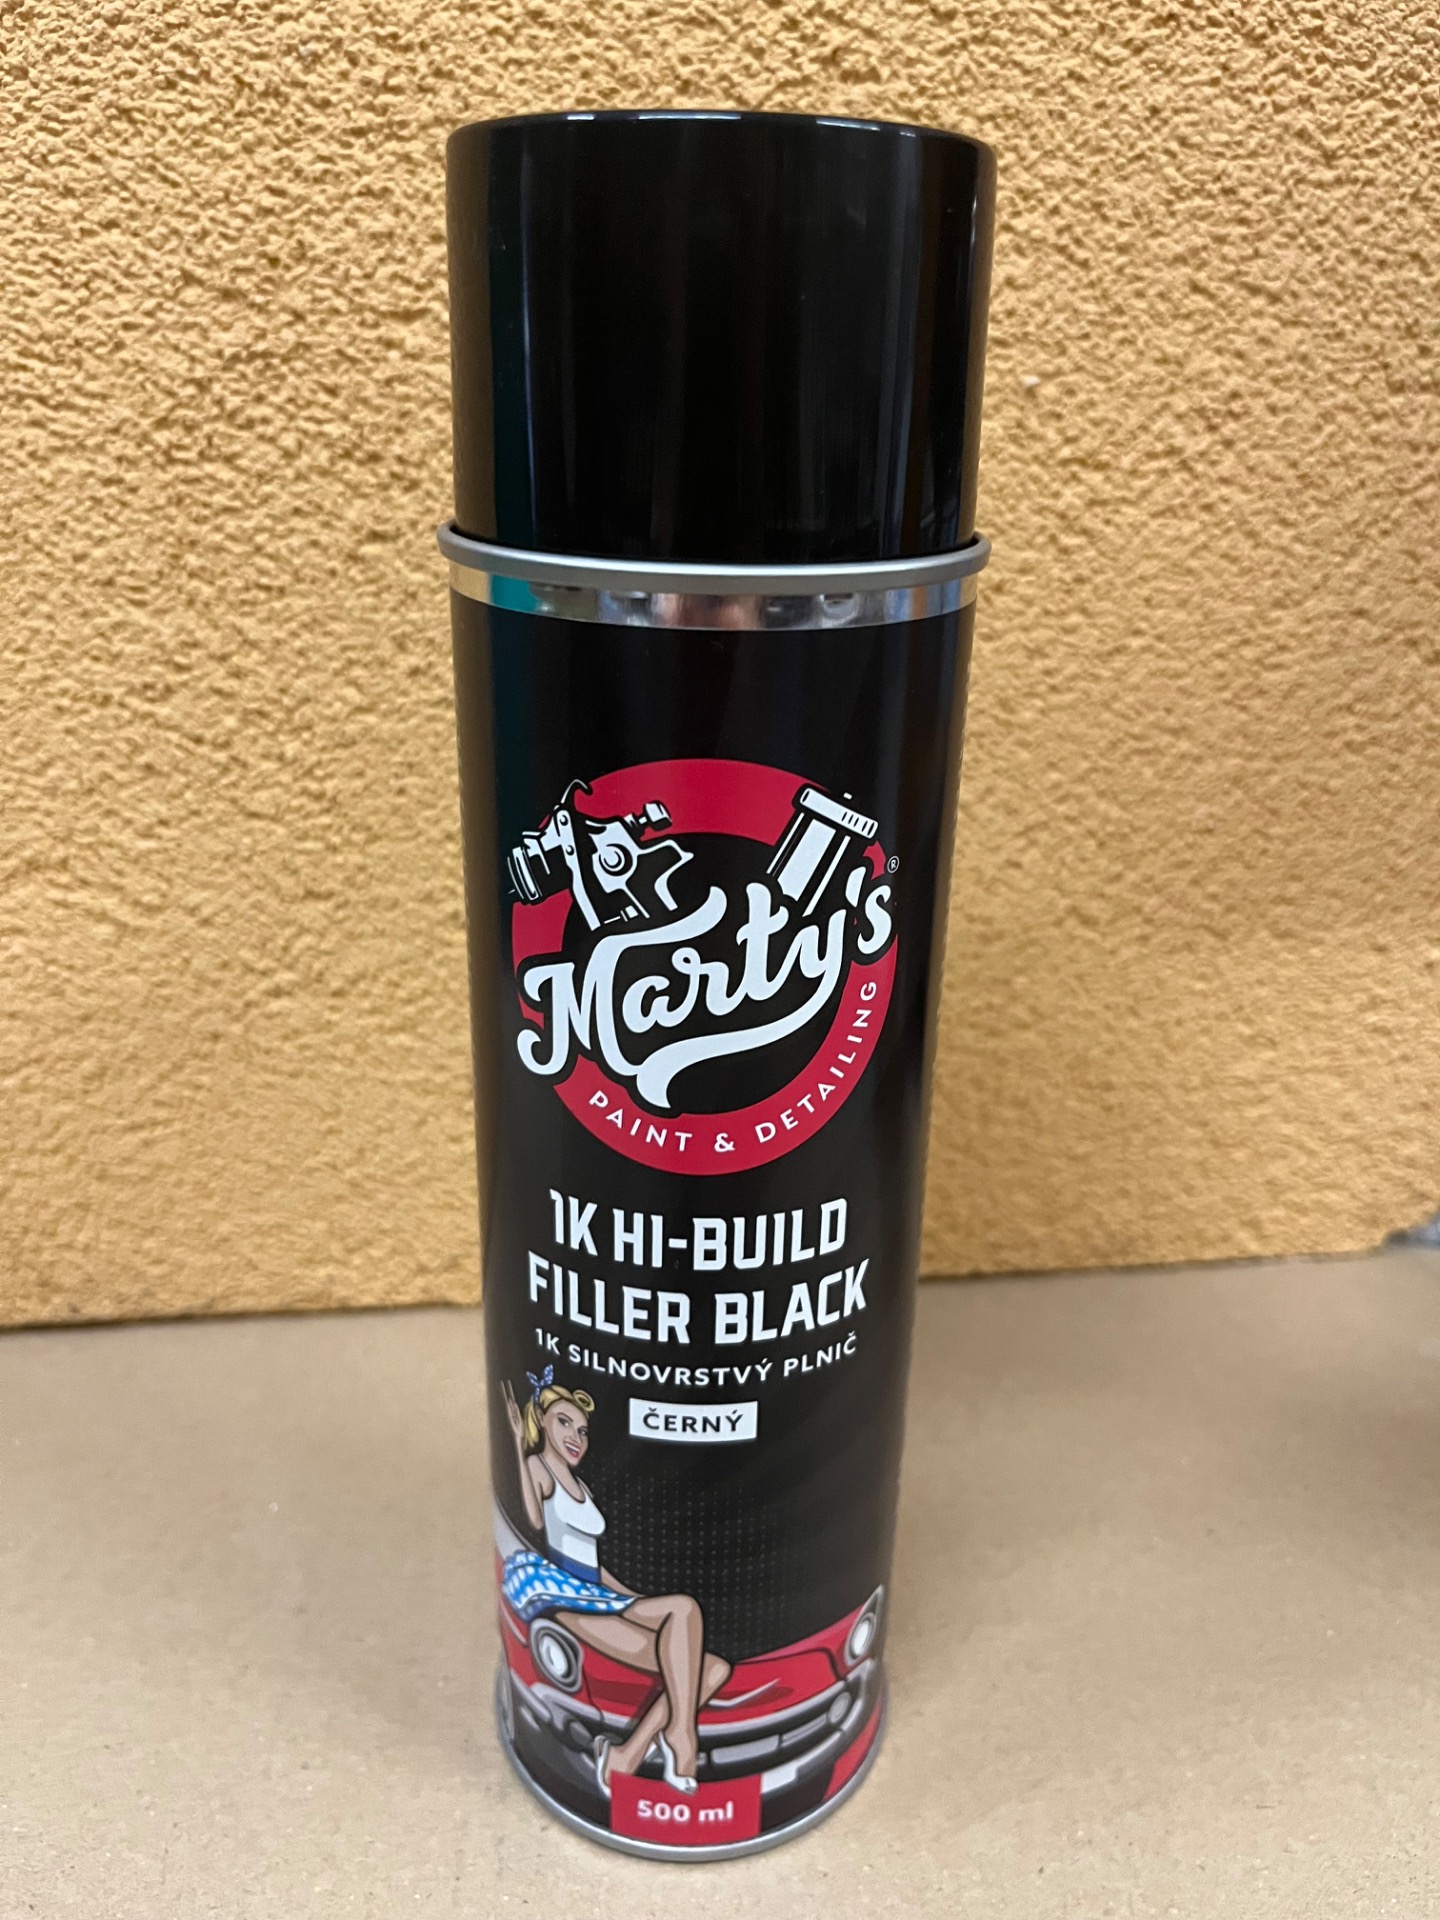 Marty's®
PAINT & DETAILING
1K HI-BUILD
FILLER BLACK
1K SILNOVRSTVÝ PLNIČ
ČERNÝ
500 ml